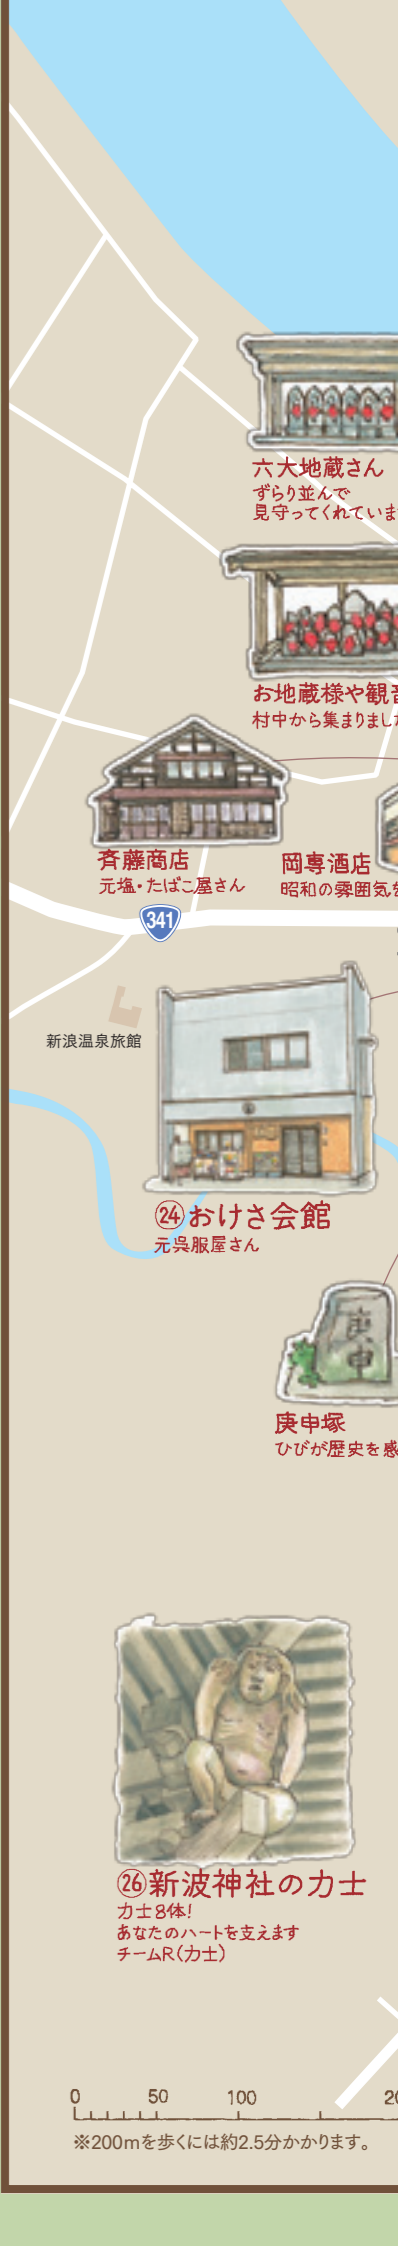 六大地蔵さん
ずらり並んで
見守ってくれていま
お地蔵様や観音
村中から集まりまし
斉藤商店
元塩・たばこ屋さん
岡専酒店
昭和の雰囲気を
341
新浪温泉旅館
㉔おけさ会館
元呉服屋さん
庚申
庚申塚
ひびが歴史を感
㉖新波神社の力士
力士8体!
あなたのハートを支えます
チームR(力士)
0 50 100 20
※200mを歩くには約2.5分かかります。